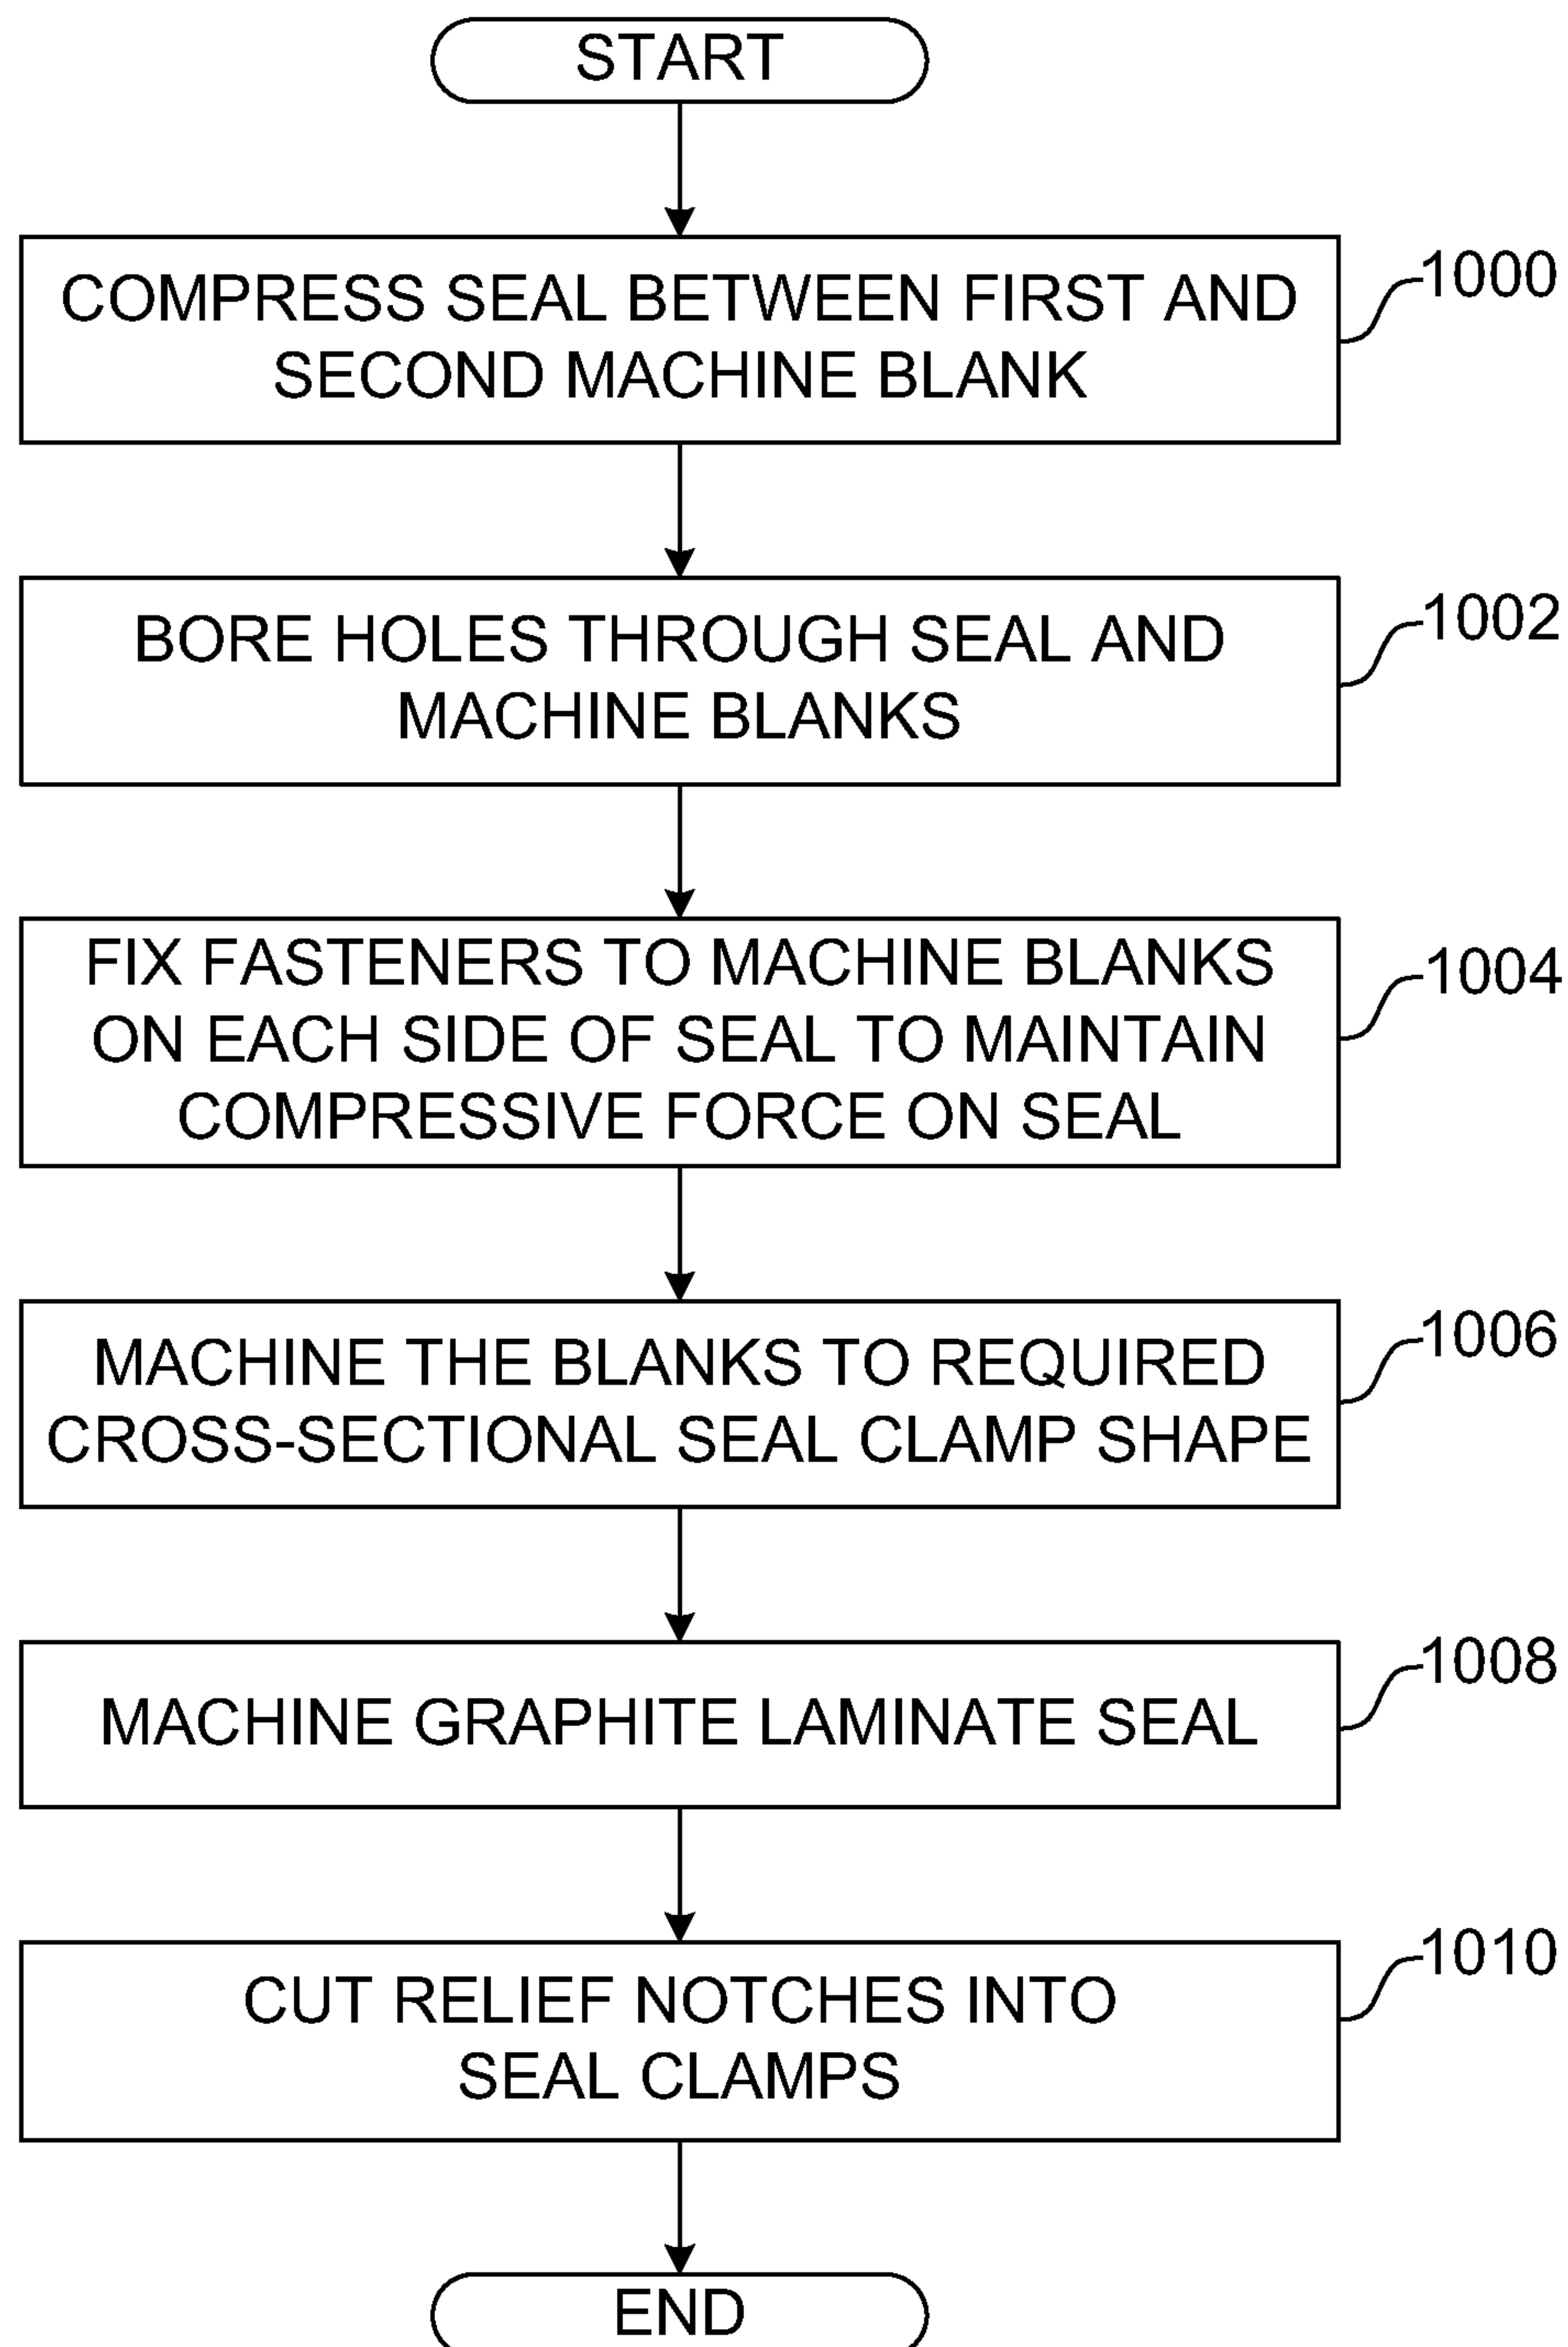 START
COMPRESS SEAL BETWEEN FIRST AND
SECOND MACHINE BLANK
1000
BORE HOLES THROUGH SEAL AND
MACHINE BLANKS
1002
FIX FASTENERS TO MACHINE BLANKS
ON EACH SIDE OF SEAL TO MAINTAIN
COMPRESSIVE FORCE ON SEAL
1004
MACHINE THE BLANKS TO REQUIRED
CROSS-SECTIONAL SEAL CLAMP SHAPE
1006
MACHINE GRAPHITE LAMINATE SEAL
1008
CUT RELIEF NOTCHES INTO
SEAL CLAMPS
1010
END